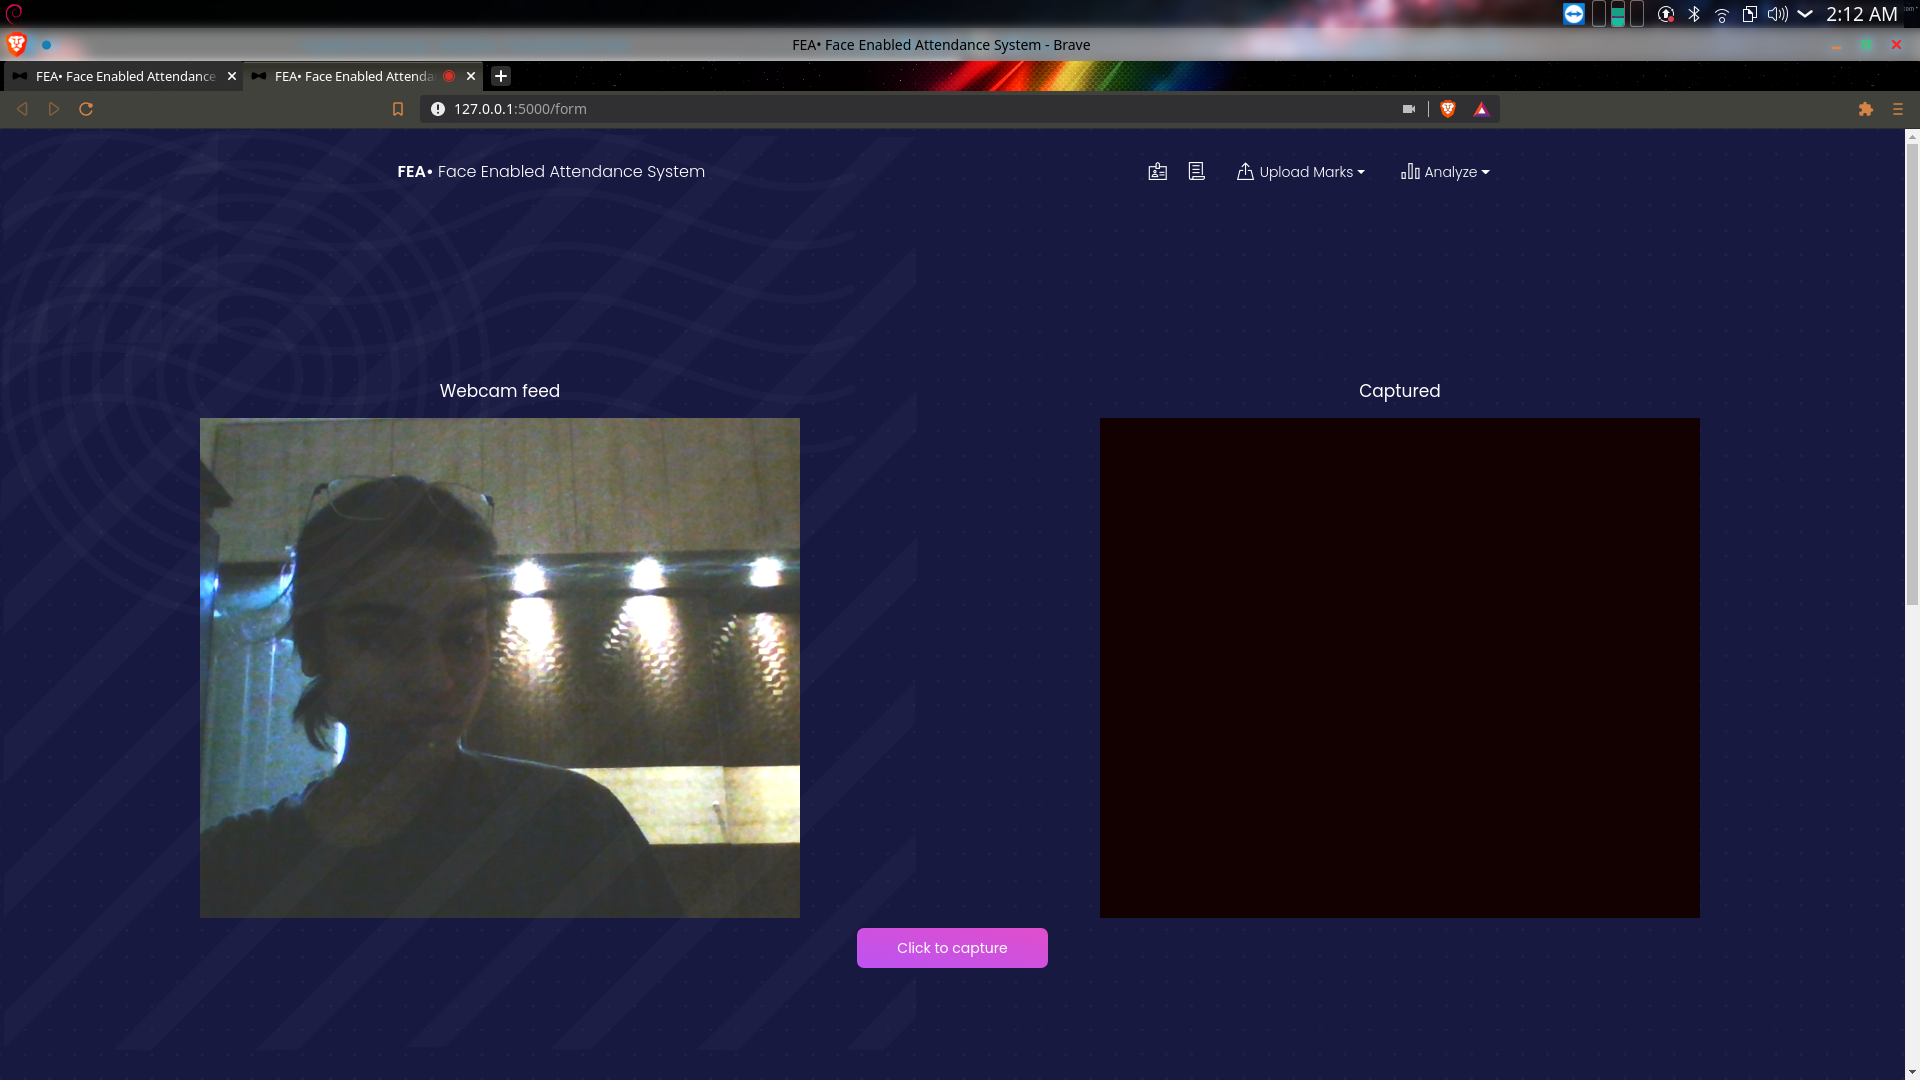 2:12 AM
FEA• Face Enabled Attendance System - Brave
FEA• Face Enabled Attendance
FEA• Face Enabled Attenda
127.0.0.1:5000/form
FEA• Face Enabled Attendance System
Upload Marks
Analyze
Webcam feed
Captured
Click to capture